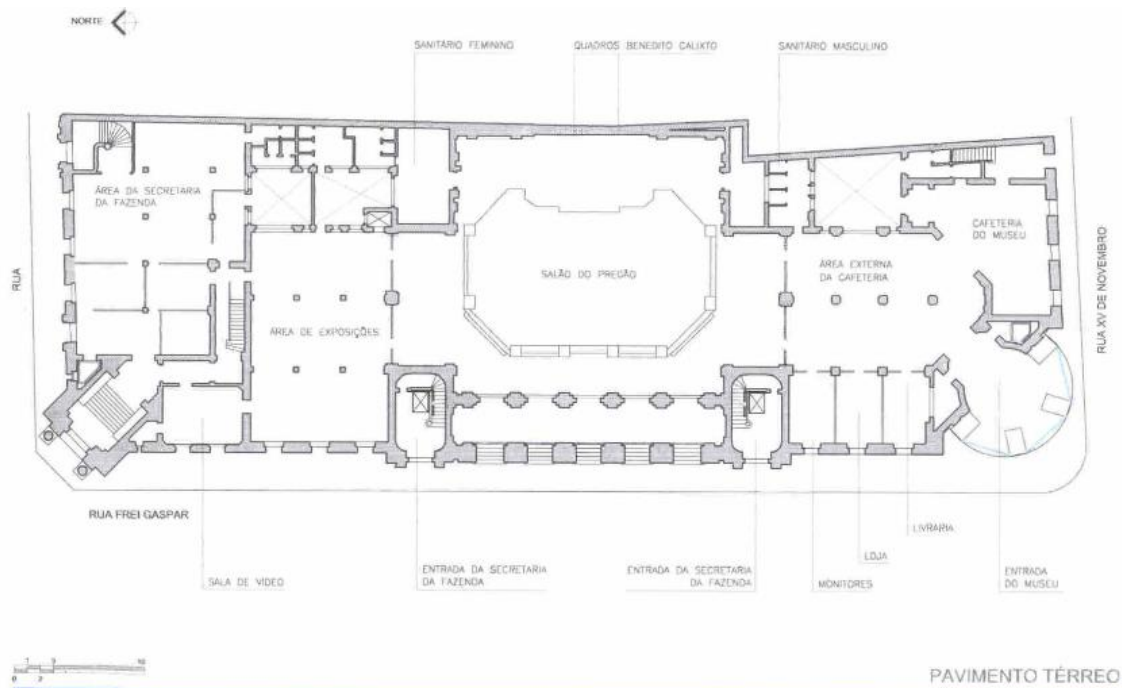 NORTE
SANITÁRIO FEMININO
QUADROS BENEDITO CALIXTO
SANITÁRIO MASCULINO
ÁREA DA SECRETARIA
DA FAZENDA
CAFETERIA
DO MUSEU
SALÃO DO PREGÃO
ÁREA EXTERNA
DA CAFETERIA
RUA
RUA XV DE NOVEMBRO
ÁREA DE EXPOSIÇÕES
RUA FREI GASPAR
LIVRARIA
LOJA
SALA DE VÍDEO
ENTRADA DA SECRETARIA
DA FAZENDA
ENTRADA DA SECRETARIA
DA FAZENDA
MONITORES
ENTRADA
DO MUSEU
PAVIMENTO TÉRREO